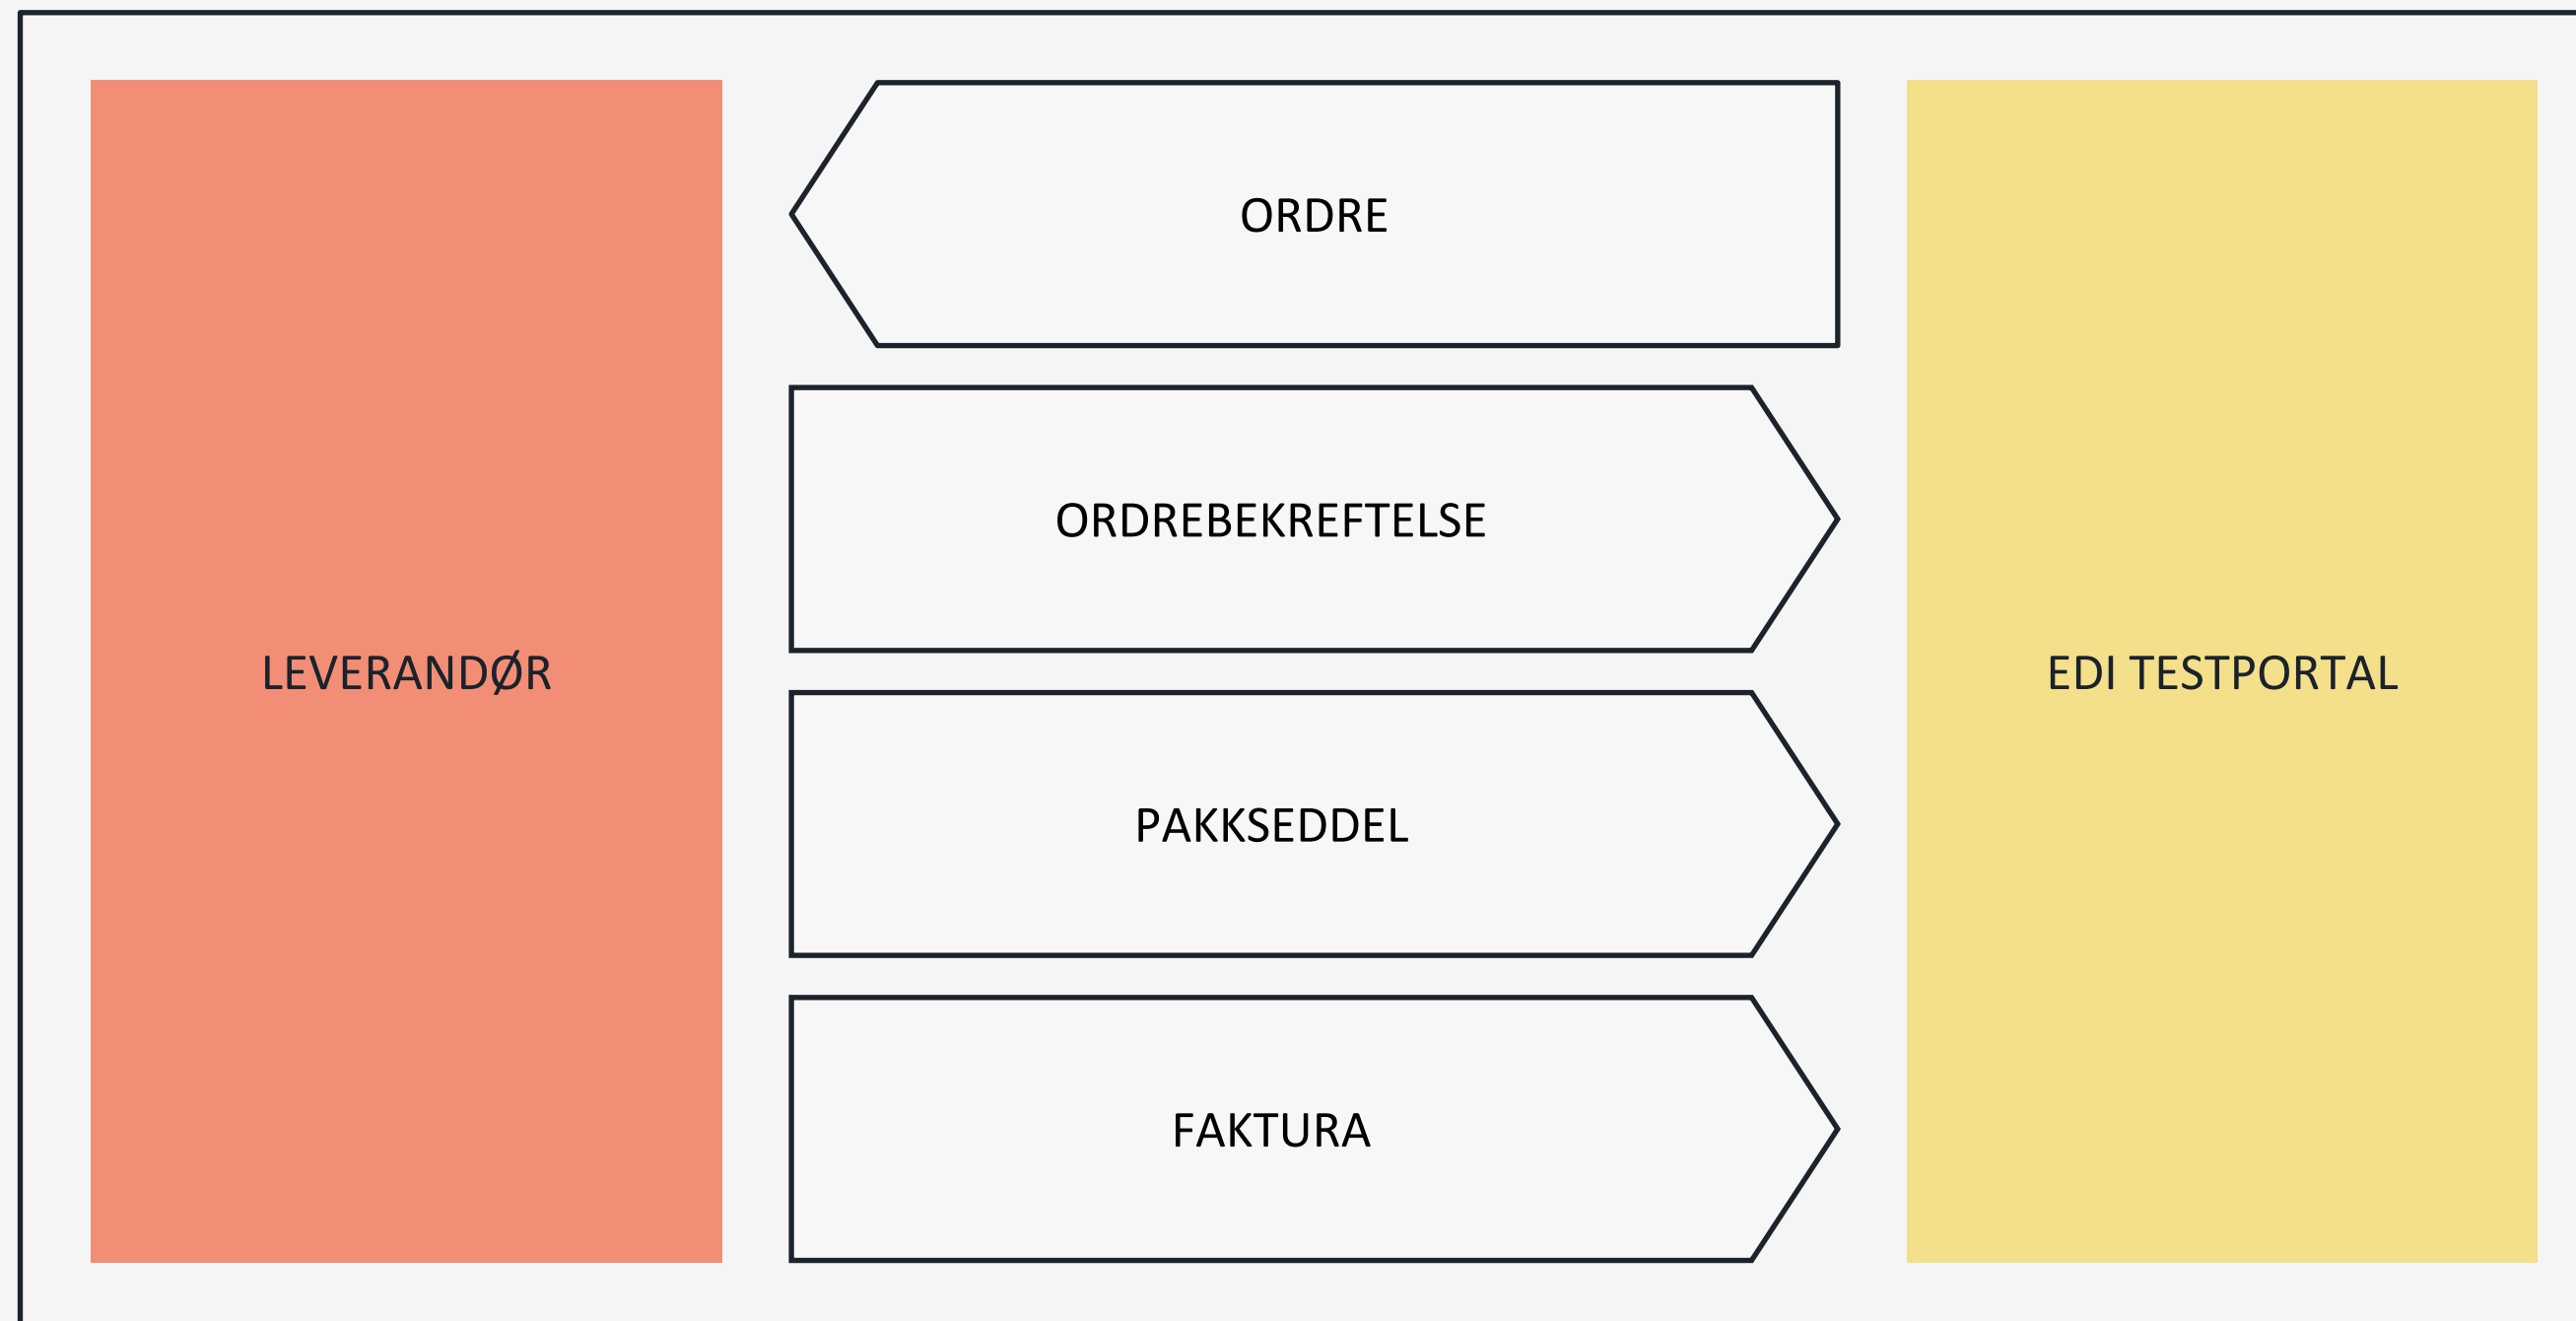 ORDRE
ORDREBEKREFTELSE
LEVERANDØR
EDI TESTPORTAL
PAKKSEDDEL
FAKTURA